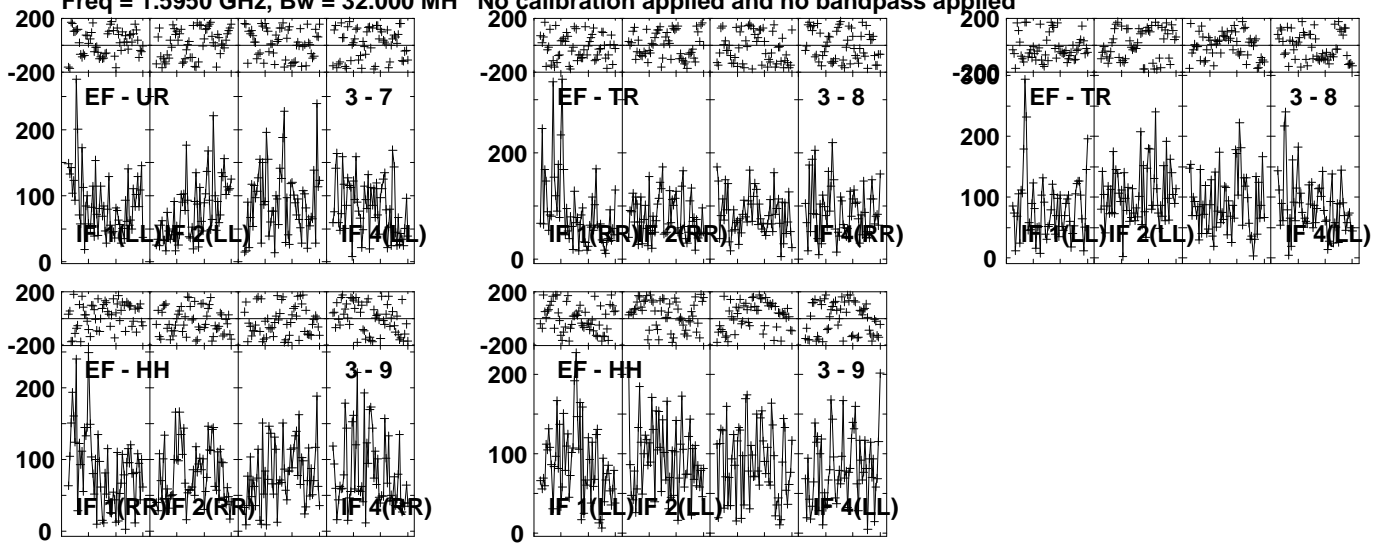 Freq = 1.5950 GHz, Bw = 32.000 MH No calibration applied and no bandpass applied
200
-200
EF - UR 3 - 7
200
100
IF 1(LL) IF 2(LL) IF 4(LL)
0
200
-200
EF - TR 3 - 8
200
IF 1(RR) IF 2(RR) IF 4(RR)
0
200
-200
300
EF - TR 3 - 8
200
100
IF 1(LL) IF 2(LL) IF 4(LL)
0
200
-200
EF - HH 3 - 9
200
100
IF 1(RR) IF 2(RR) IF 4(RR)
0
200
-200
EF - HH 3 - 9
200
100
IF 1(LL) IF 2(LL) IF 4(LL)
0